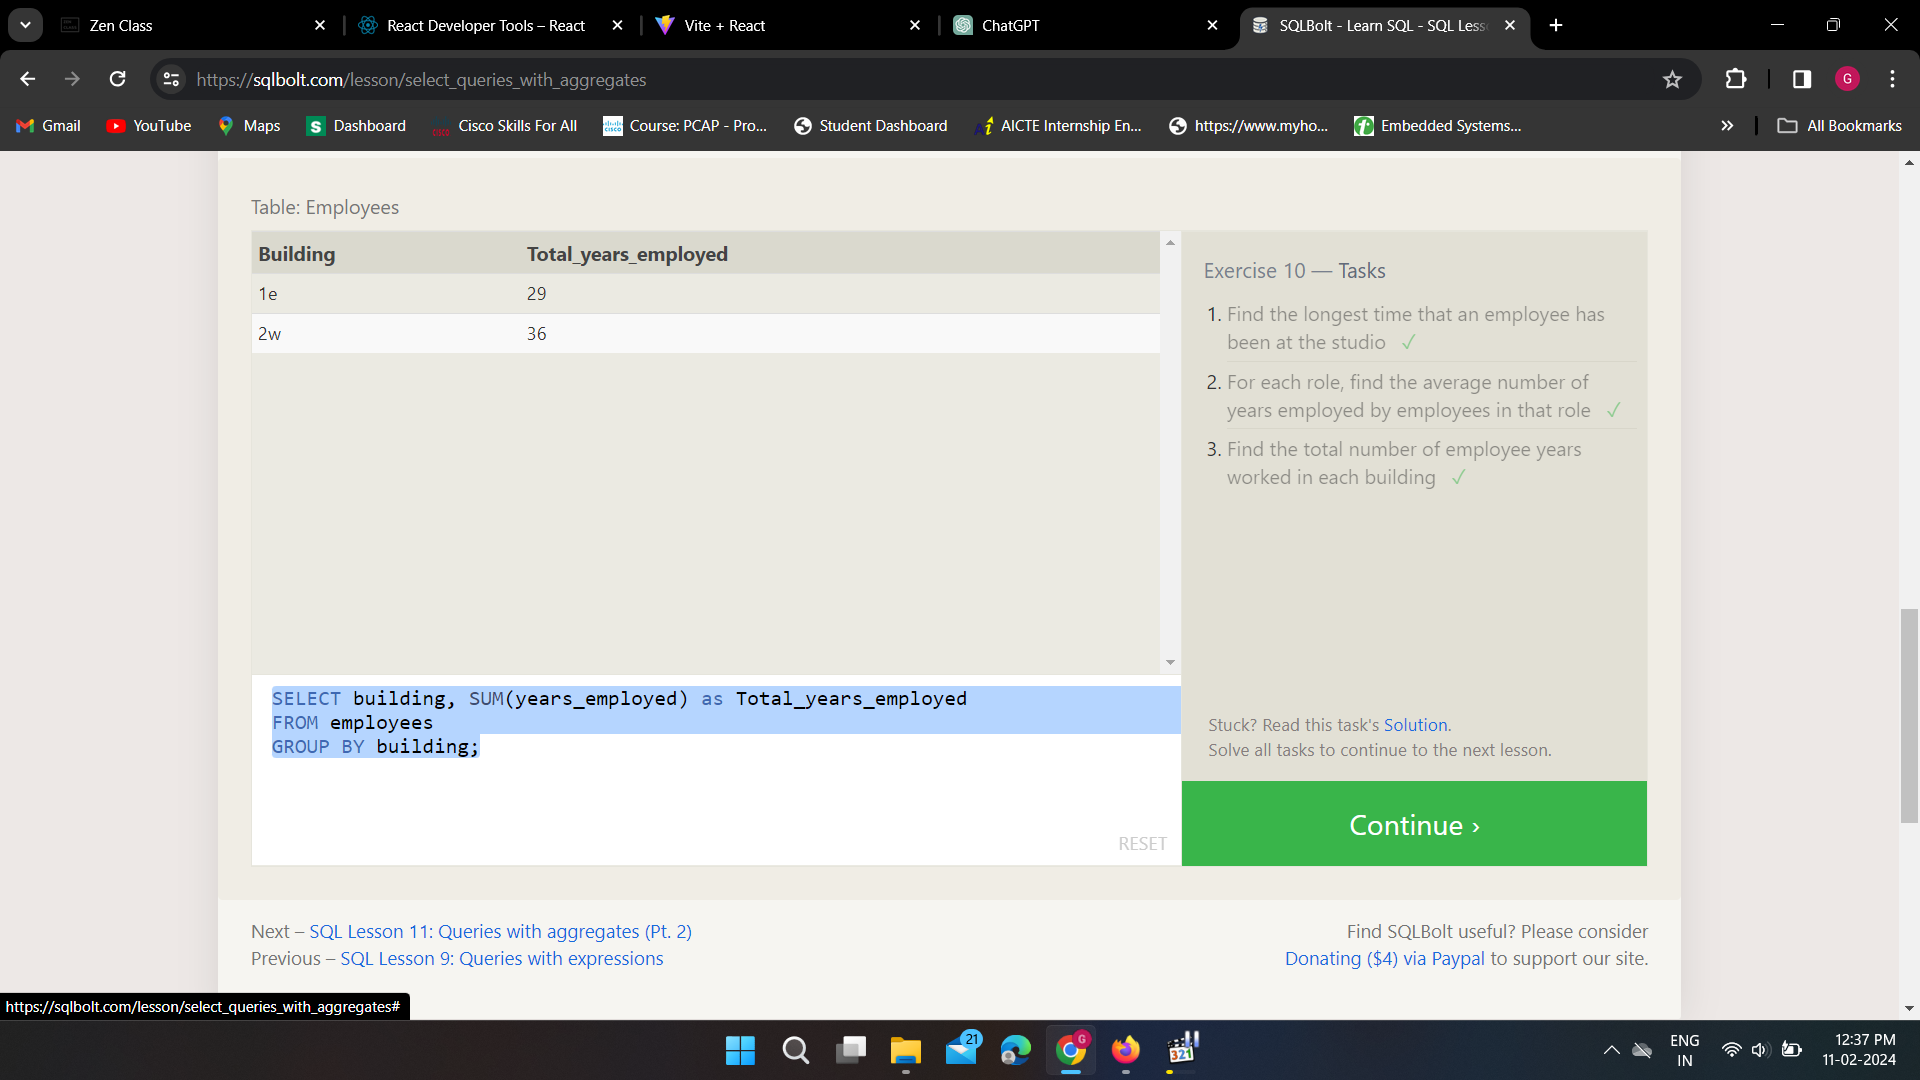 Zen Class
React Developer Tools – React
Vite + React
ChatGPT
SQLBolt - Learn SQL - SQL Less
https://sqlbolt.com/lesson/select_queries_with_aggregates
G
Gmail
YouTube
Maps
S
Dashboard
Cisco Skills For All
Course: PCAP - Pro...
Student Dashboard
AICTE Internship En...
https://www.myho...
Embedded Systems...
All Bookmarks
Table: Employees
Building Total_years_employed
1e 29
2w 36
Exercise 10 — Tasks
1. Find the longest time that an employee has
been at the studio ✓
2. For each role, find the average number of
years employed by employees in that role ✓
3. Find the total number of employee years
worked in each building ✓
SELECT building, SUM(years_employed) as Total_years_employed
FROM employees
GROUP BY building;
RESET
Stuck? Read this task's Solution.
Solve all tasks to continue to the next lesson.
Continue ›
Next – SQL Lesson 11: Queries with aggregates (Pt. 2)
Previous – SQL Lesson 9: Queries with expressions
Find SQLBolt useful? Please consider
Donating ($4) via Paypal to support our site.
https://sqlbolt.com/lesson/select_queries_with_aggregates#
21
G
321
ENG
IN
12:37 PM
11-02-2024